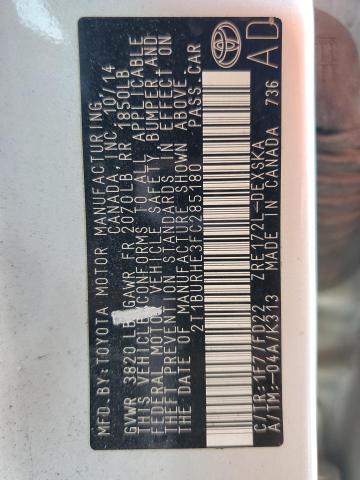 MFD.BY:TOYOTA MOTOR MANUFACTURING.
CANADA, INC. 10/14
GVWR 3820 LB GAWR FR 2070LB RR 1850LB
THIS VEHICLE CONFORMS TO ALL APPLICABLE
FEDERAL MOTOR VEHICLE SAFETY, BUMPER AND
THEFT PREVENTION STANDARDS IN EFFECT ON
THE DATE OF MANUFACTURE SHOWN ABOVE.
2T1BURHE3FC285180 PASS. CAR
C/TR:1F7/FD22 ZRE172L-DEXSKA
A/TM:-04A/K313 MADE IN CANADA 736
TOYOTA
AD